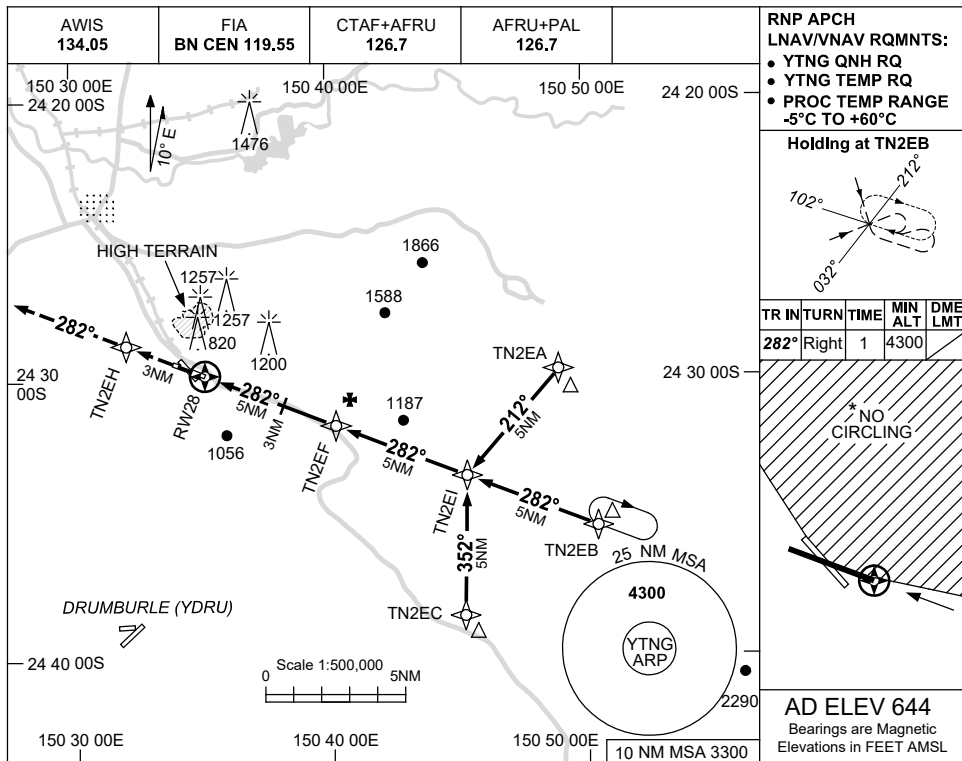 AWIS
134.05
FIA
BN CEN 119.55
CTAF+AFRU
126.7
AFRU+PAL
126.7
RNP APCH
LNAV/VNAV RQMNTS:
• YTNG QNH RQ
• YTNG TEMP RQ
• PROC TEMP RANGE
-5°C TO +60°C
150 30 00E
150 40 00E
150 50 00E
24 20 00S
24 20 00S
10° E
1476
Holding at TN2EB
212°
102°
032°
HIGH TERRAIN
1257
1257
820
1200
1866
1588
TR IN
TURN
TIME
MIN
ALT
DME
LMT
282°
Right
1
4300
282°
TN2EH
3NM
RW28
282°
5NM
3NM
TN2EF
1056
1187
282°
5NM
TN2EI
TN2EA
212°
5NM
282°
5NM
TN2EB
352°
5NM
TN2EC
24 30
00S
24 30
00S
* NO
CIRCLING
25 NM MSA
4300
YTNG
ARP
DRUMBURLE (YDRU)
24 40 00S
Scale 1:500,000
0
5NM
2290
150 30 00E
150 40 00E
150 50 00E
10 NM MSA 3300
AD ELEV 644
Bearings are Magnetic
Elevations in FEET AMSL